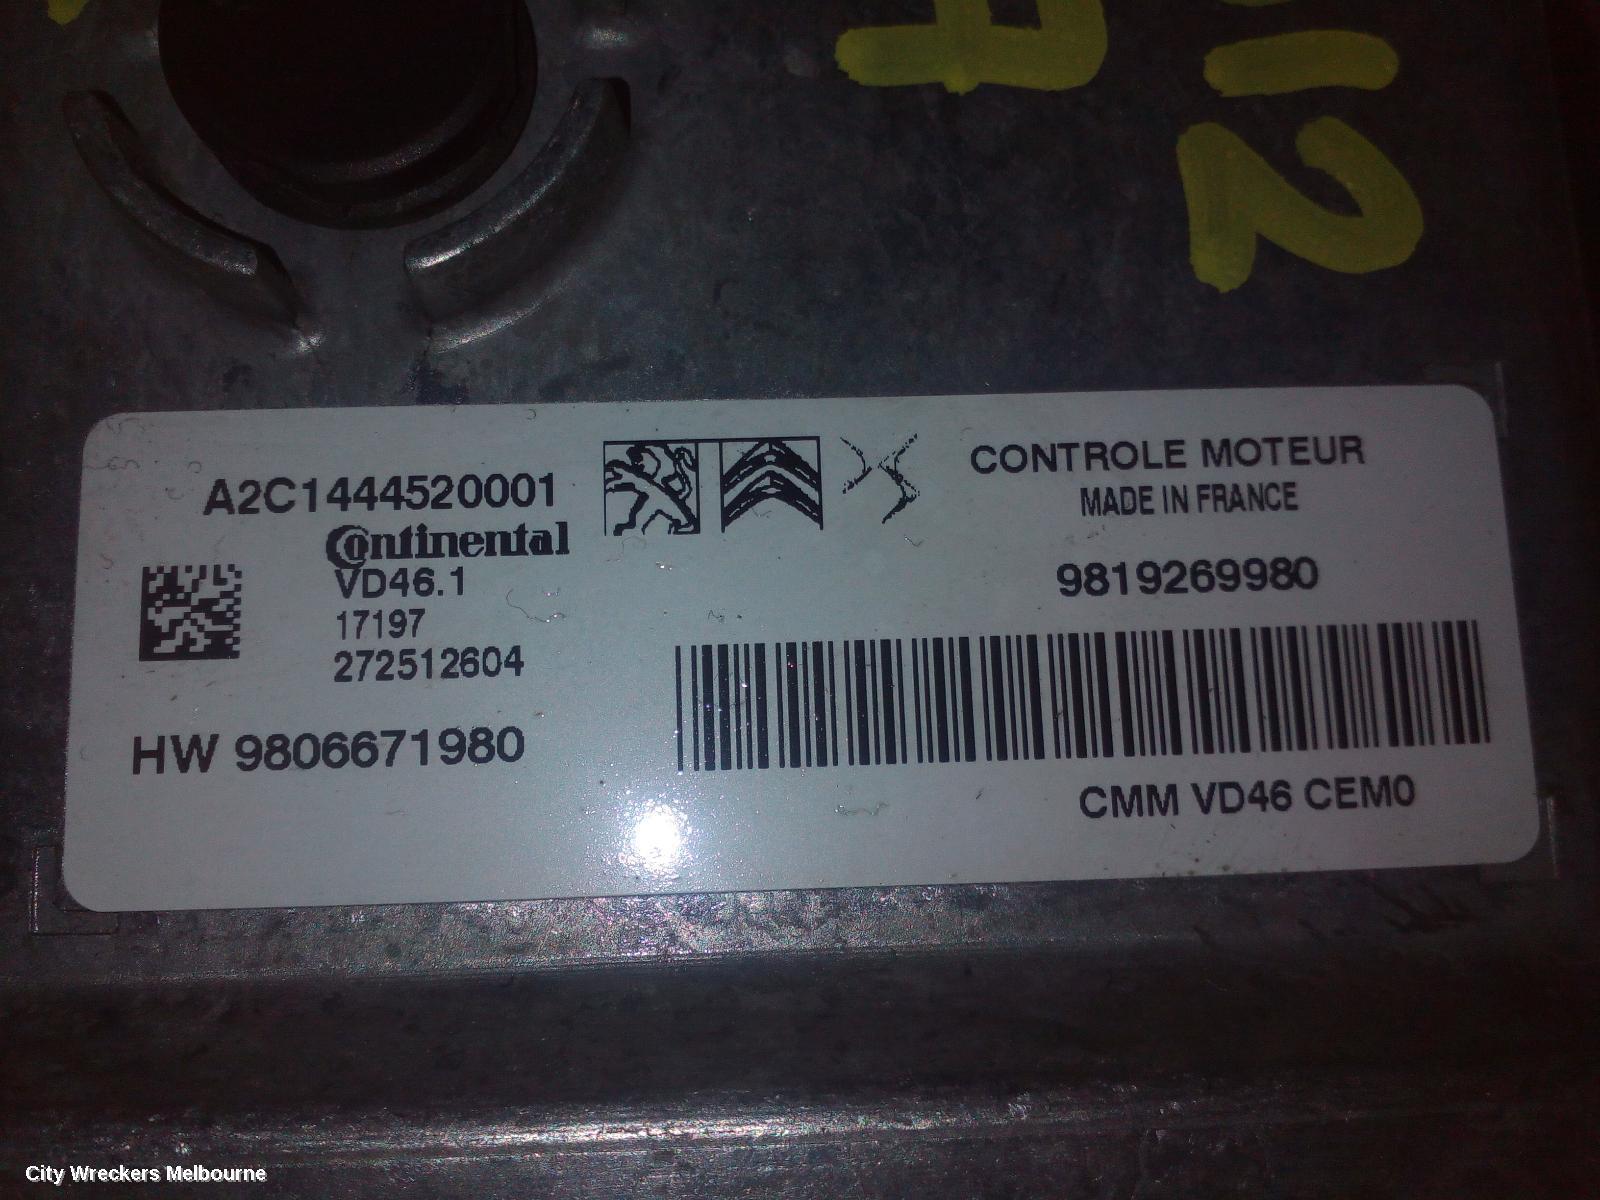 A2C1444520001
Continental
VD46.1
17197
272512604
HW 9806671980
CONTROLE MOTEUR
MADE IN FRANCE
9819269980
CMM VD46 CEM0
City Wreckers Melbourne